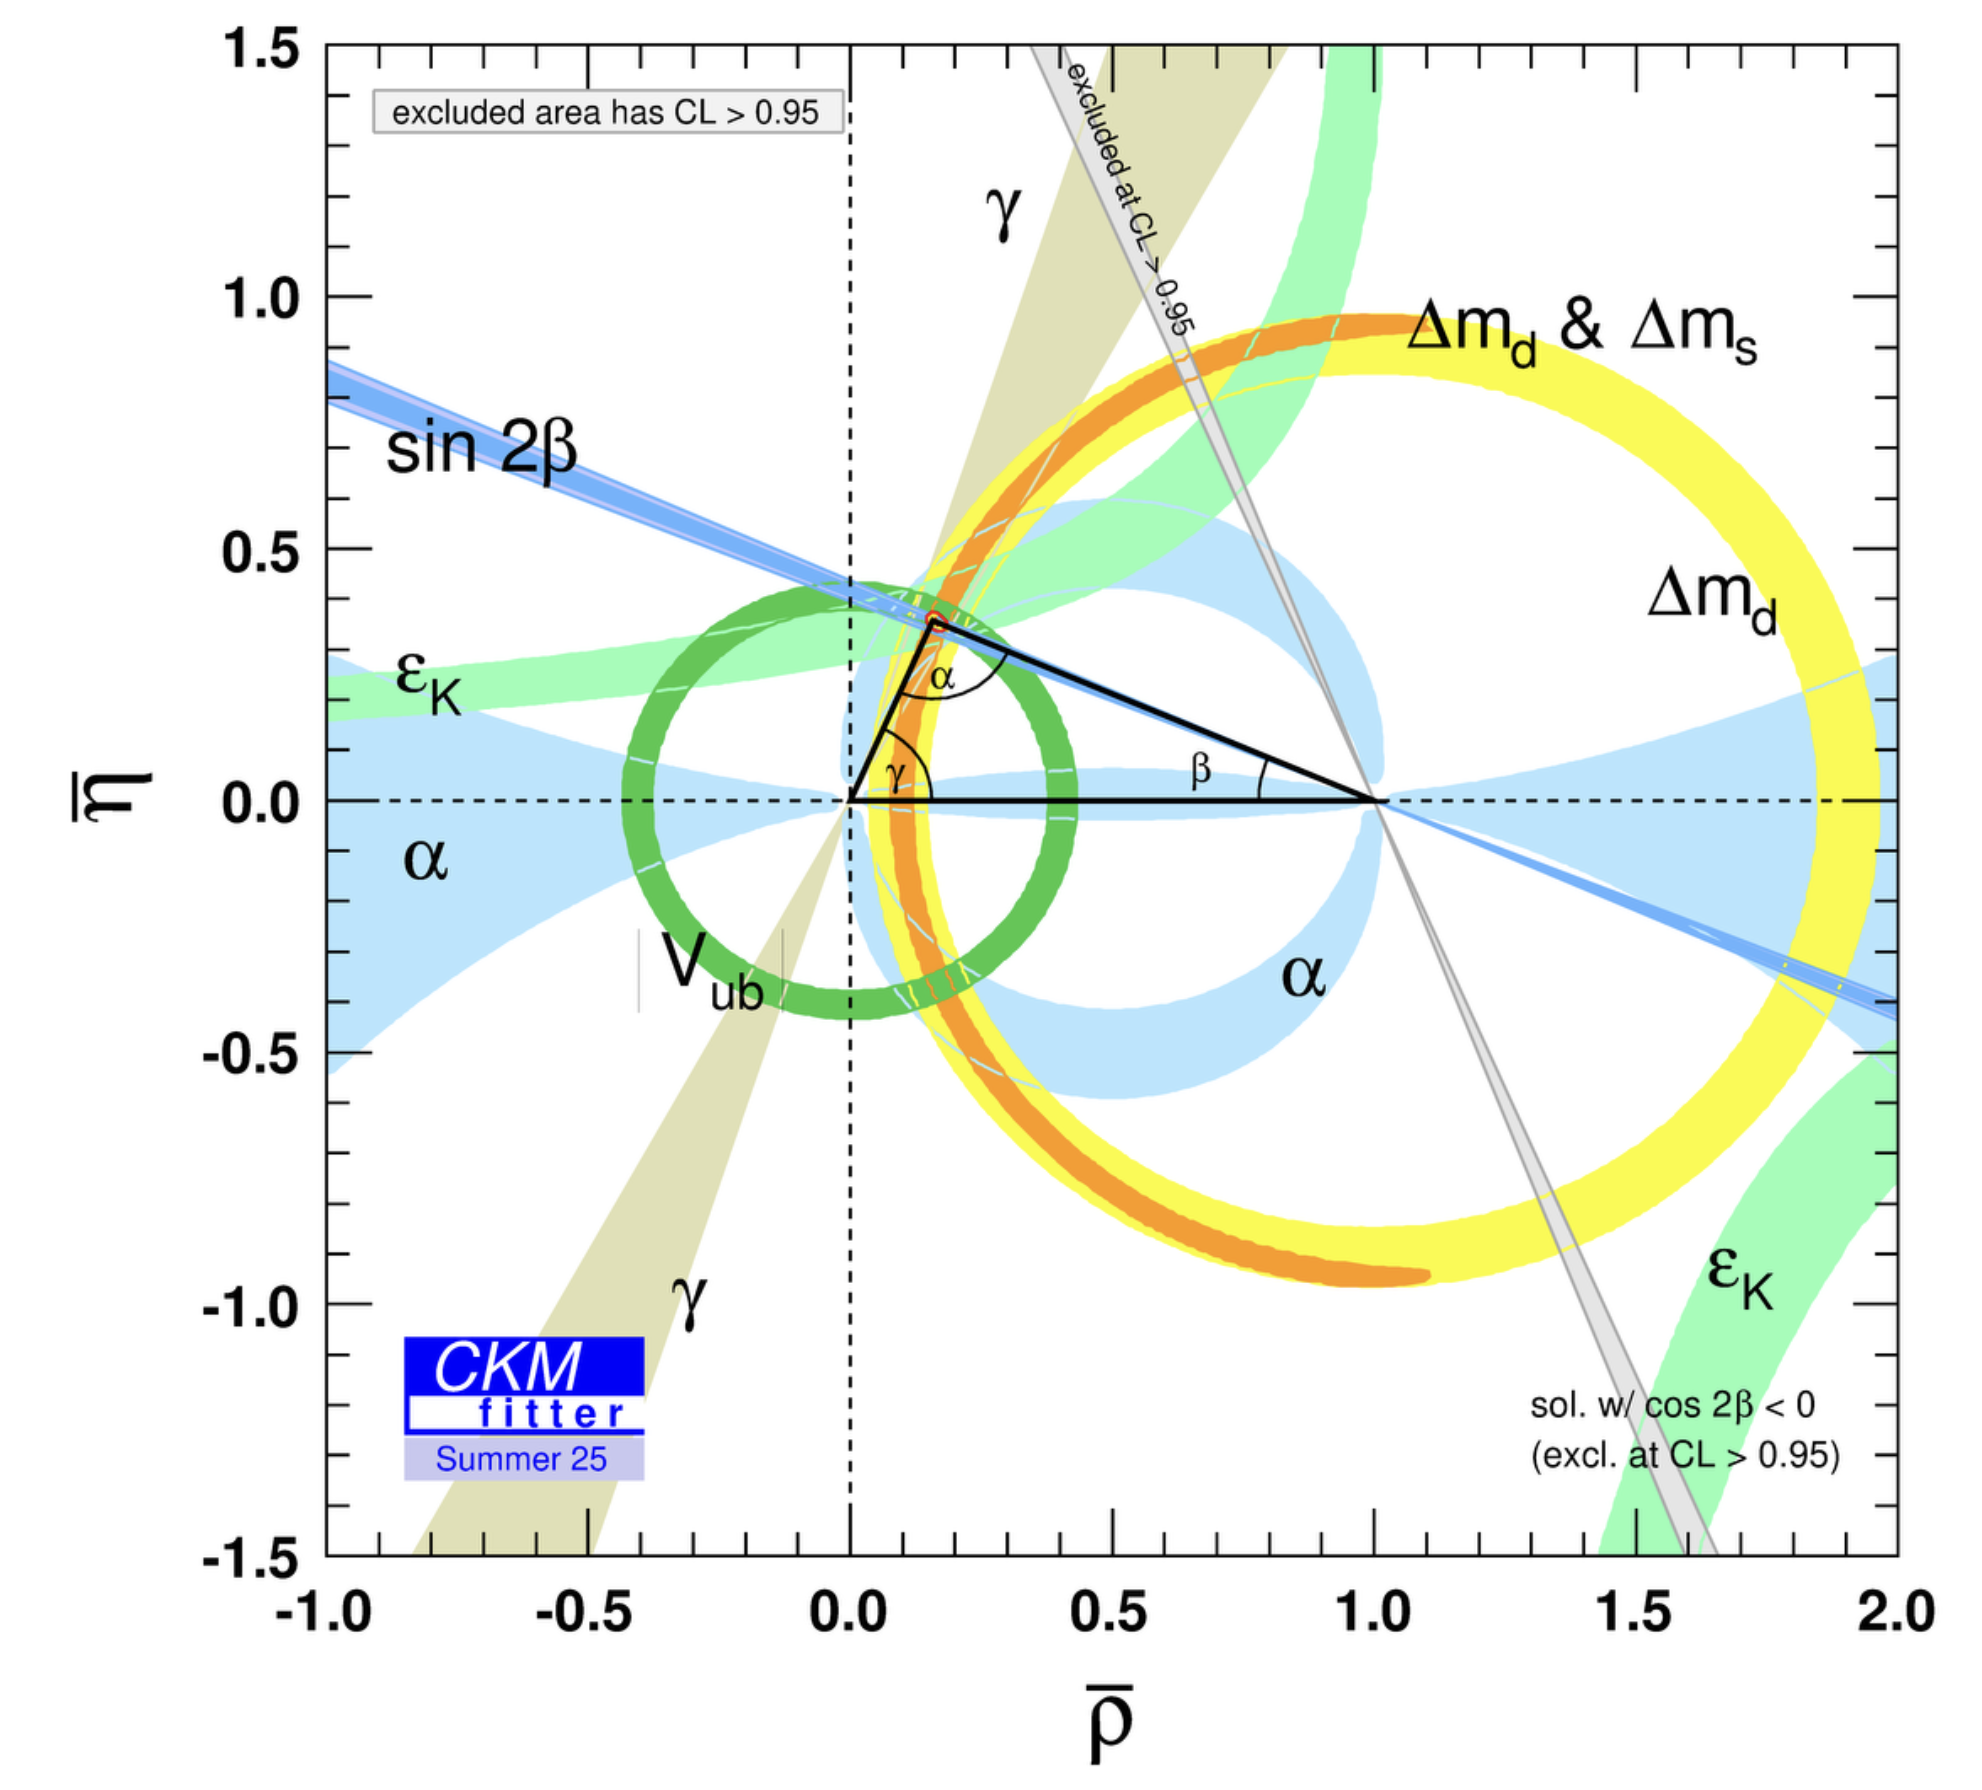 1.5
excluded area has CL > 0.95
excluded at CL > 0.95
γ
1.0
Δm_d & Δm_s
sin 2β
0.5
Δm_d
ε_K
α
γ
β
0.0
η̅
α
α
V_ub
-0.5
ε_K
γ
-1.0
CKM
fitter
Summer 25
sol. w/ cos 2β < 0
(excl. at CL > 0.95)
-1.5
-1.0 -0.5 0.0 0.5 1.0 1.5 2.0
ρ̅